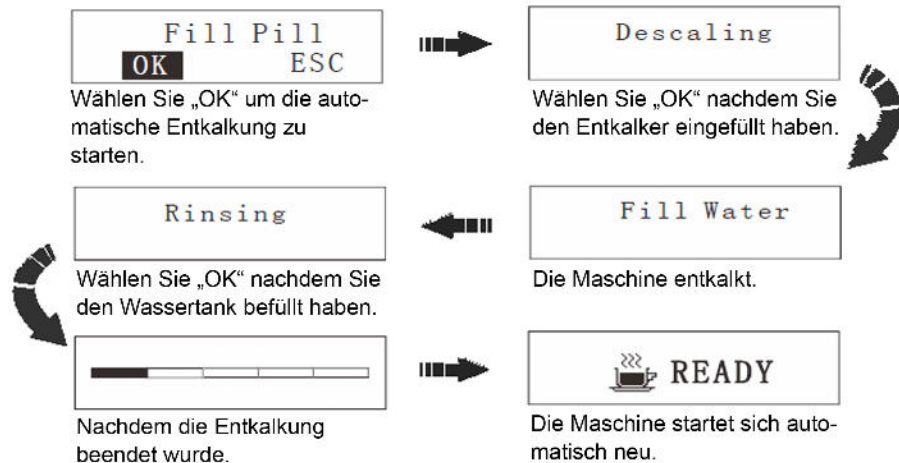 Fill Pill
OK ESC
Wählen Sie „OK“ um die auto-
matische Entkalkung zu
starten.
Descaling
Wählen Sie „OK“ nachdem Sie
den Entkalker eingefüllt haben.
Fill Water
Die Maschine entkalkt.
Rinsing
Wählen Sie „OK“ nachdem Sie
den Wassertank befüllt haben.
Nachdem die Entkalkung
beendet wurde.
READY
Die Maschine startet sich auto-
matisch neu.